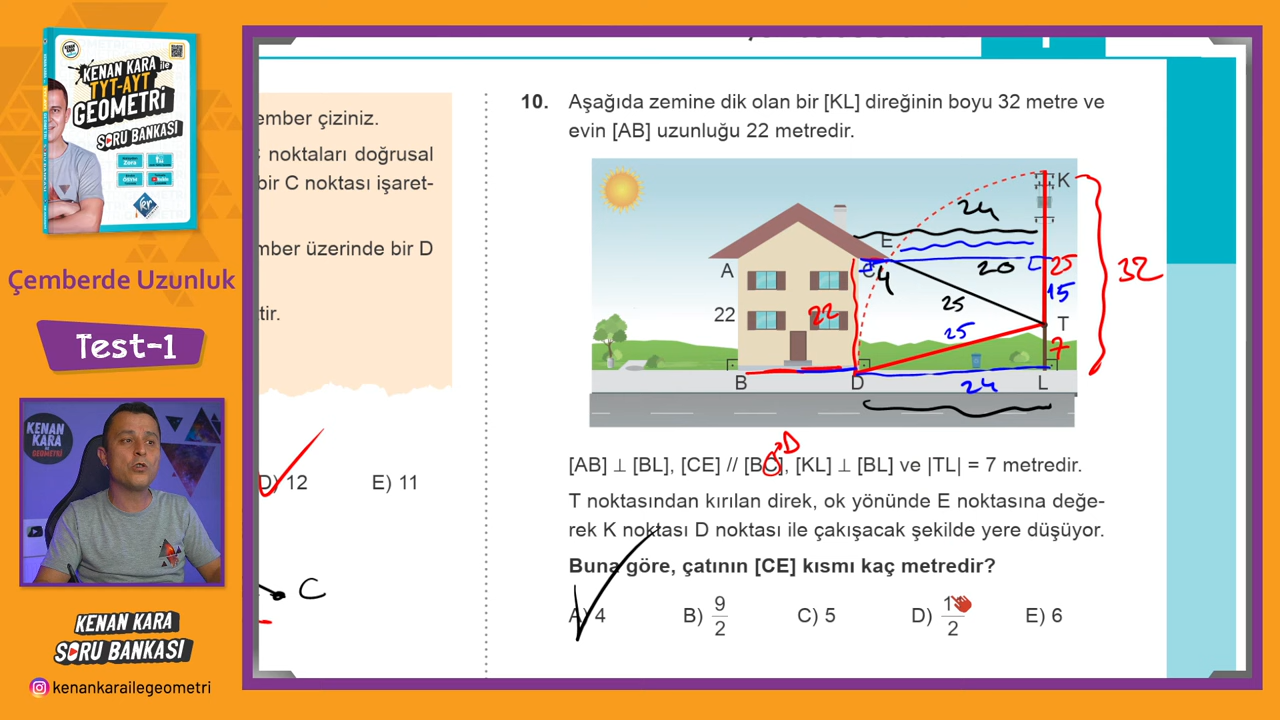 KENAN KARA ile
TYT-AYT
GEOMETRİ
SORU BANKASI
Çemberde Uzunluk
Test-1
KENAN KARA
GEOMETRİ
KENAN KARA
SORU BANKASI
kenankarailegeometri
ember çiziniz.
noktaları doğrusal
bir C noktası işaret-
mber üzerinde bir D
tir.
D) 12 E) 11
C
10. Aşağıda zemine dik olan bir [KL] direğinin boyu 32 metre ve
evin [AB] uzunluğu 22 metredir.
K
24
E
A C 4 20 25
32
15
22 22 25 25 T
7
B D 24 L
D
[AB] ⊥ [BL], [CE] // [BC], [KL] ⊥ [BL] ve |TL| = 7 metredir.
T noktasından kırılan direk, ok yönünde E noktasına değe-
rek K noktası D noktası ile çakışacak şekilde yere düşüyor.
Buna göre, çatının [CE] kısmı kaç metredir?
A) 4 B) 9/2 C) 5 D) E) 6